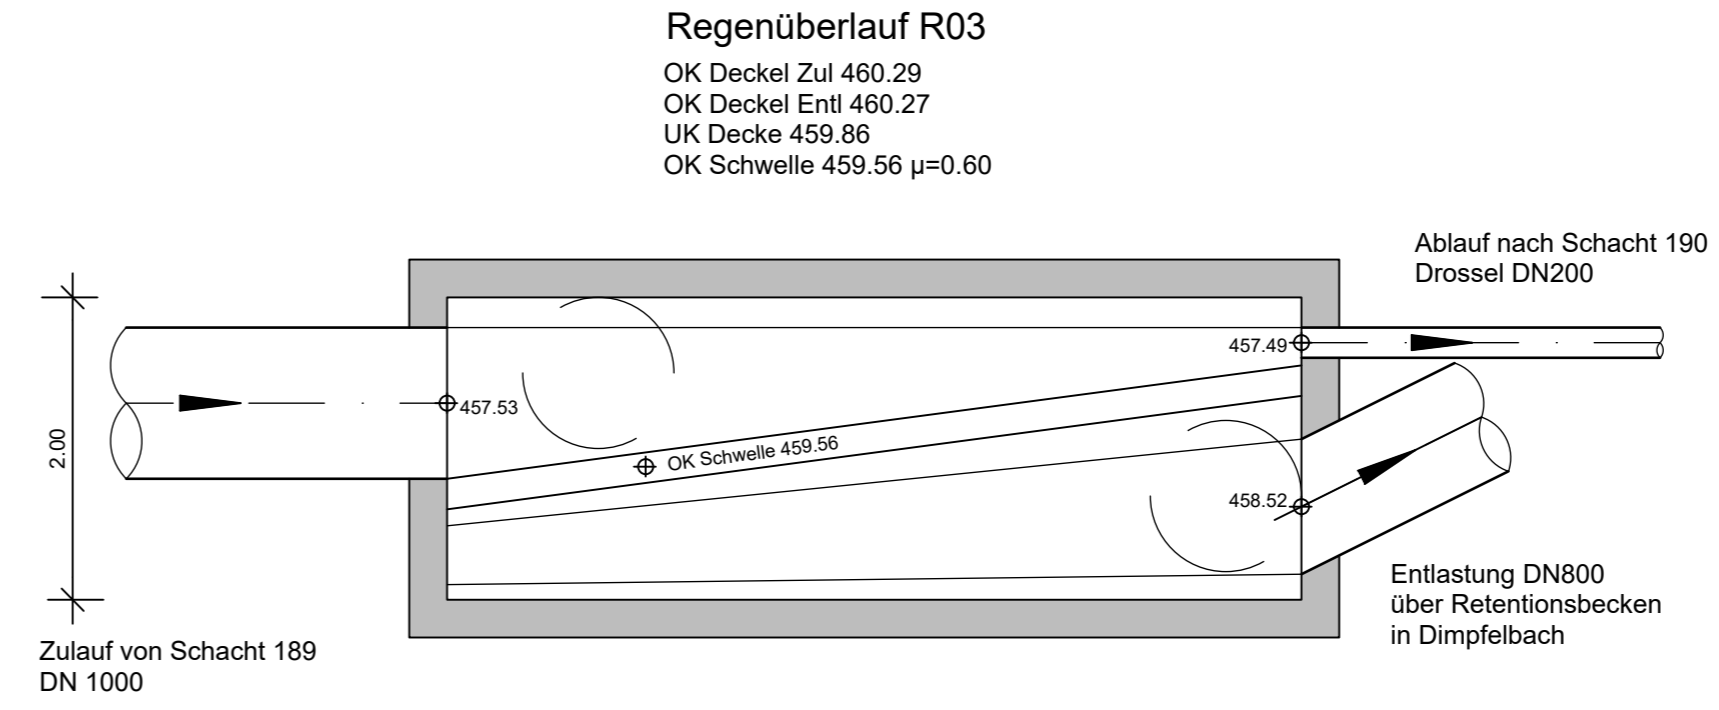 Regenüberlauf R03
OK Deckel Zul 460.29
OK Deckel Entl 460.27
UK Decke 459.86
OK Schwelle 459.56 µ=0.60
Ablauf nach Schacht 190
Drossel DN200
457.49
457.53
2.00
OK Schwelle 459.56
458.52
Entlastung DN800
über Retentionsbecken
in Dimpfelbach
Zulauf von Schacht 189
DN 1000